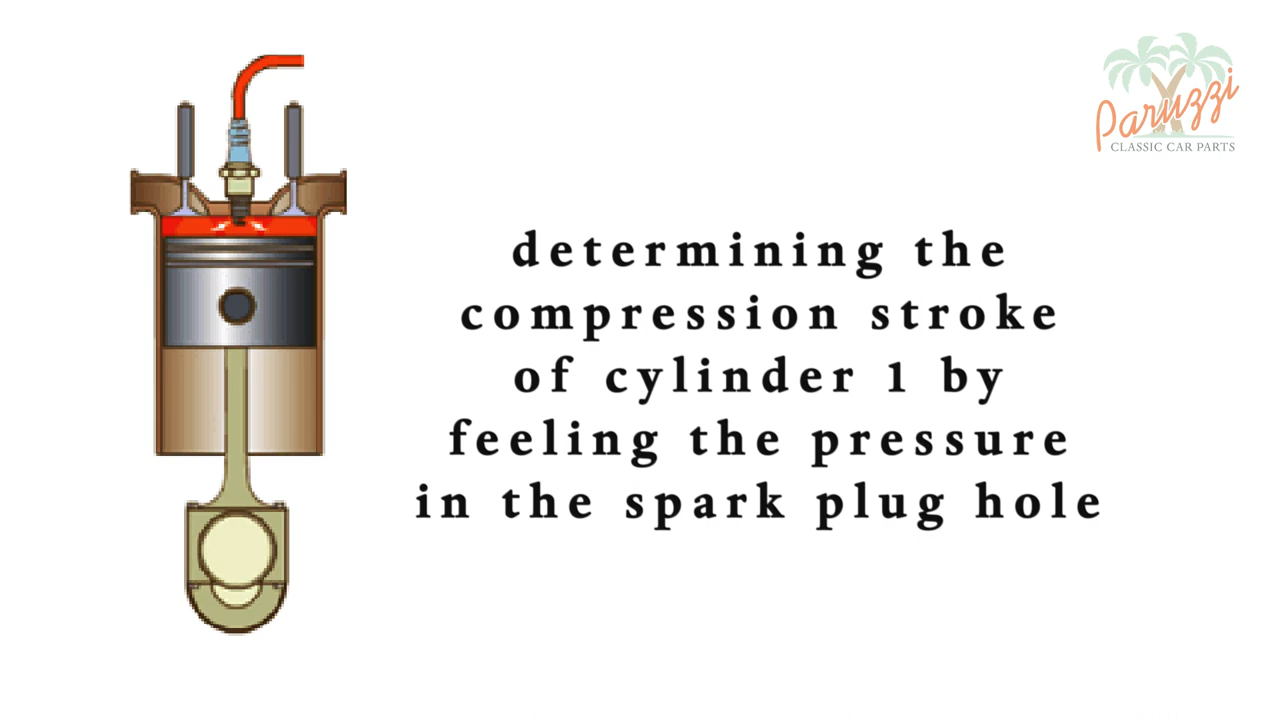 Paruzzi
CLASSIC CAR PARTS
determining the
compression stroke
of cylinder 1 by
feeling the pressure
in the spark plug hole